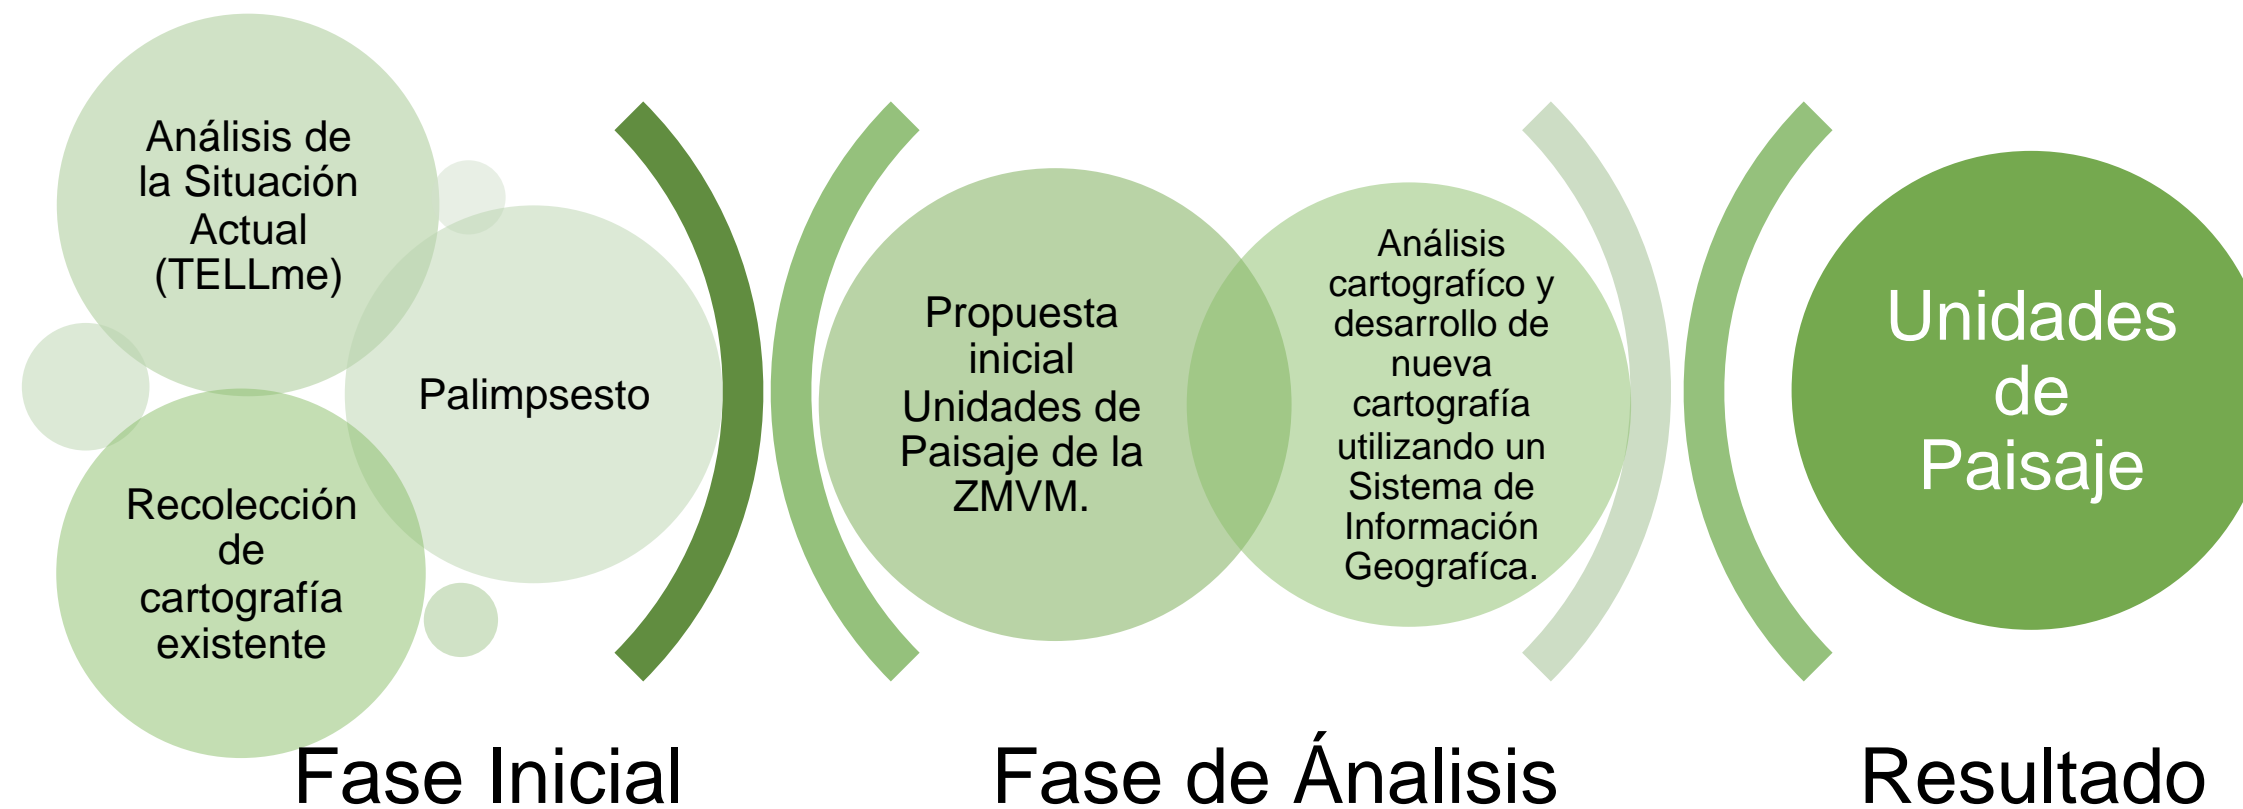 Análisis de
la Situación
Actual
(TELLme)
Palimpsesto
Recolección
de
cartografía
existente
Fase Inicial
Propuesta
inicial
Unidades de
Paisaje de la
ZMVM.
Análisis
cartografíco y
desarrollo de
nueva
cartografía
utilizando un
Sistema de
Información
Geografíca.
Fase de Ánalisis
Unidades
de
Paisaje
Resultado